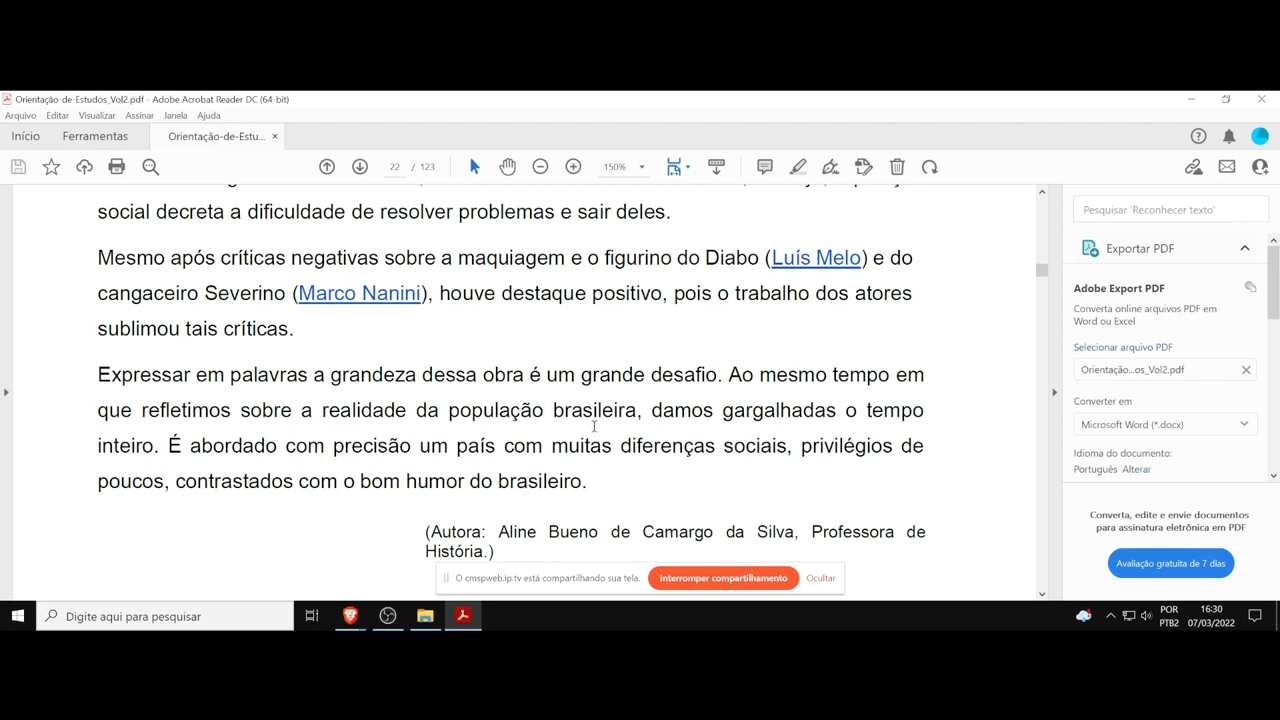 Orientação-de-Estudos_Vol2.pdf - Adobe Acrobat Reader DC (64-bit)
Arquivo Editar Visualizar Assinar Janela Ajuda
Início Ferramentas Orientação-de-Estu... ×
22 / 123 150%
social decreta a dificuldade de resolver problemas e sair deles.
Mesmo após críticas negativas sobre a maquiagem e o figurino do Diabo (Luís Melo) e do
cangaceiro Severino (Marco Nanini), houve destaque positivo, pois o trabalho dos atores
sublimou tais críticas.
Expressar em palavras a grandeza dessa obra é um grande desafio. Ao mesmo tempo em
que refletimos sobre a realidade da população brasileira, damos gargalhadas o tempo
inteiro. É abordado com precisão um país com muitas diferenças sociais, privilégios de
poucos, contrastados com o bom humor do brasileiro.
(Autora: Aline Bueno de Camargo da Silva, Professora de
História.)
Pesquisar 'Reconhecer texto'
Exportar PDF
Adobe Export PDF
Converta online arquivos PDF em
Word ou Excel
Selecionar arquivo PDF
Orientação...os_Vol2.pdf
Converter em
Microsoft Word (*.docx)
Idioma do documento:
Português Alterar
Converta, edite e envie documentos
para assinatura eletrônica em PDF
Avaliação gratuita de 7 dias
O cmspweb.ip.tv está compartilhando sua tela. Interromper compartilhamento Ocultar
Digite aqui para pesquisar
POR
PTB2
16:30
07/03/2022